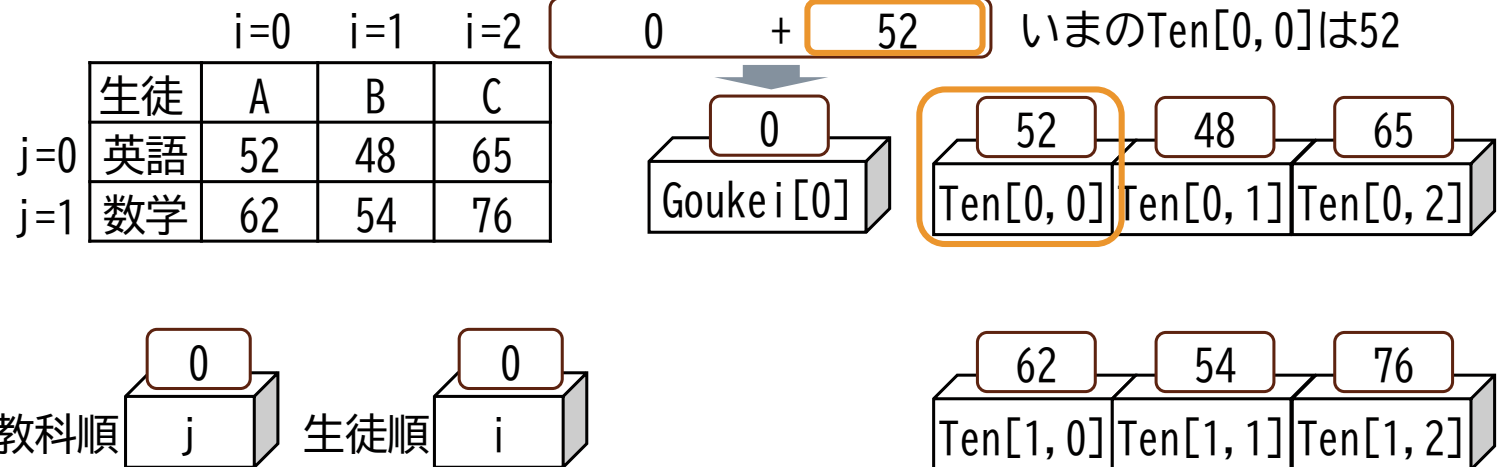 i=0 i=1 i=2 0 + 52 いまのTen[0,0]は52
生徒 A B C 0 52 48 65
j=0 英語 52 48 65
Goukei[0] Ten[0,0] Ten[0,1] Ten[0,2]
j=1 数学 62 54 76
0 0 62 54 76
教科順 j 生徒順 i Ten[1,0] Ten[1,1] Ten[1,2]